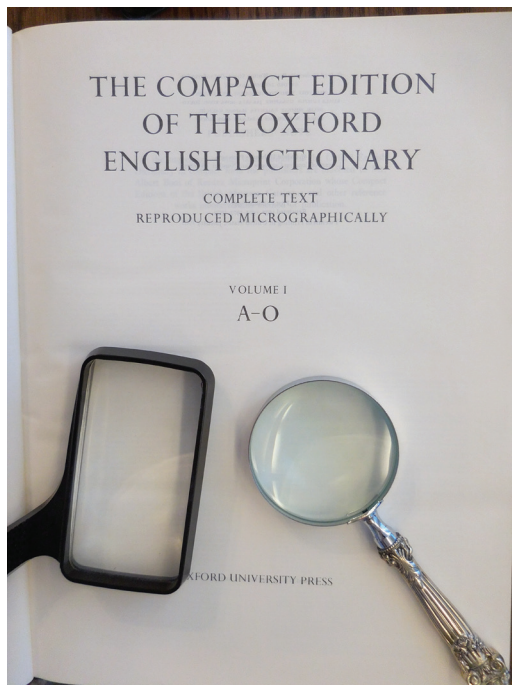 THE COMPACT EDITION
OF THE OXFORD
ENGLISH DICTIONARY
COMPLETE TEXT
REPRODUCED MICROGRAPHICALLY
VOLUME I
A–O
XFORD UNIVERSITY PRESS